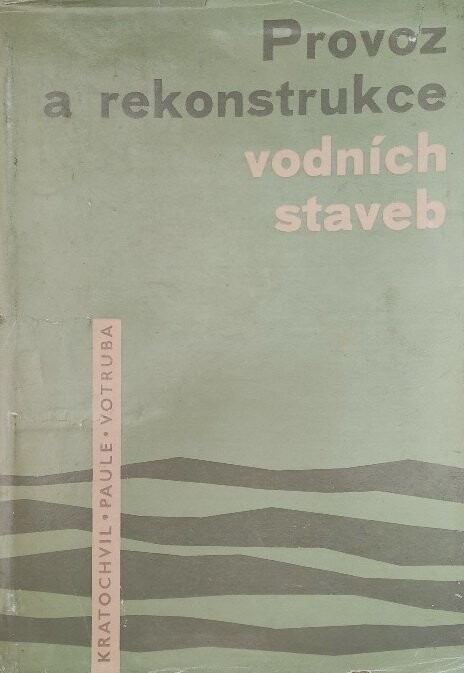 Provoz
a rekonstrukce
vodních
staveb
KRATOCHVIL • PAULE • VOTRUBA